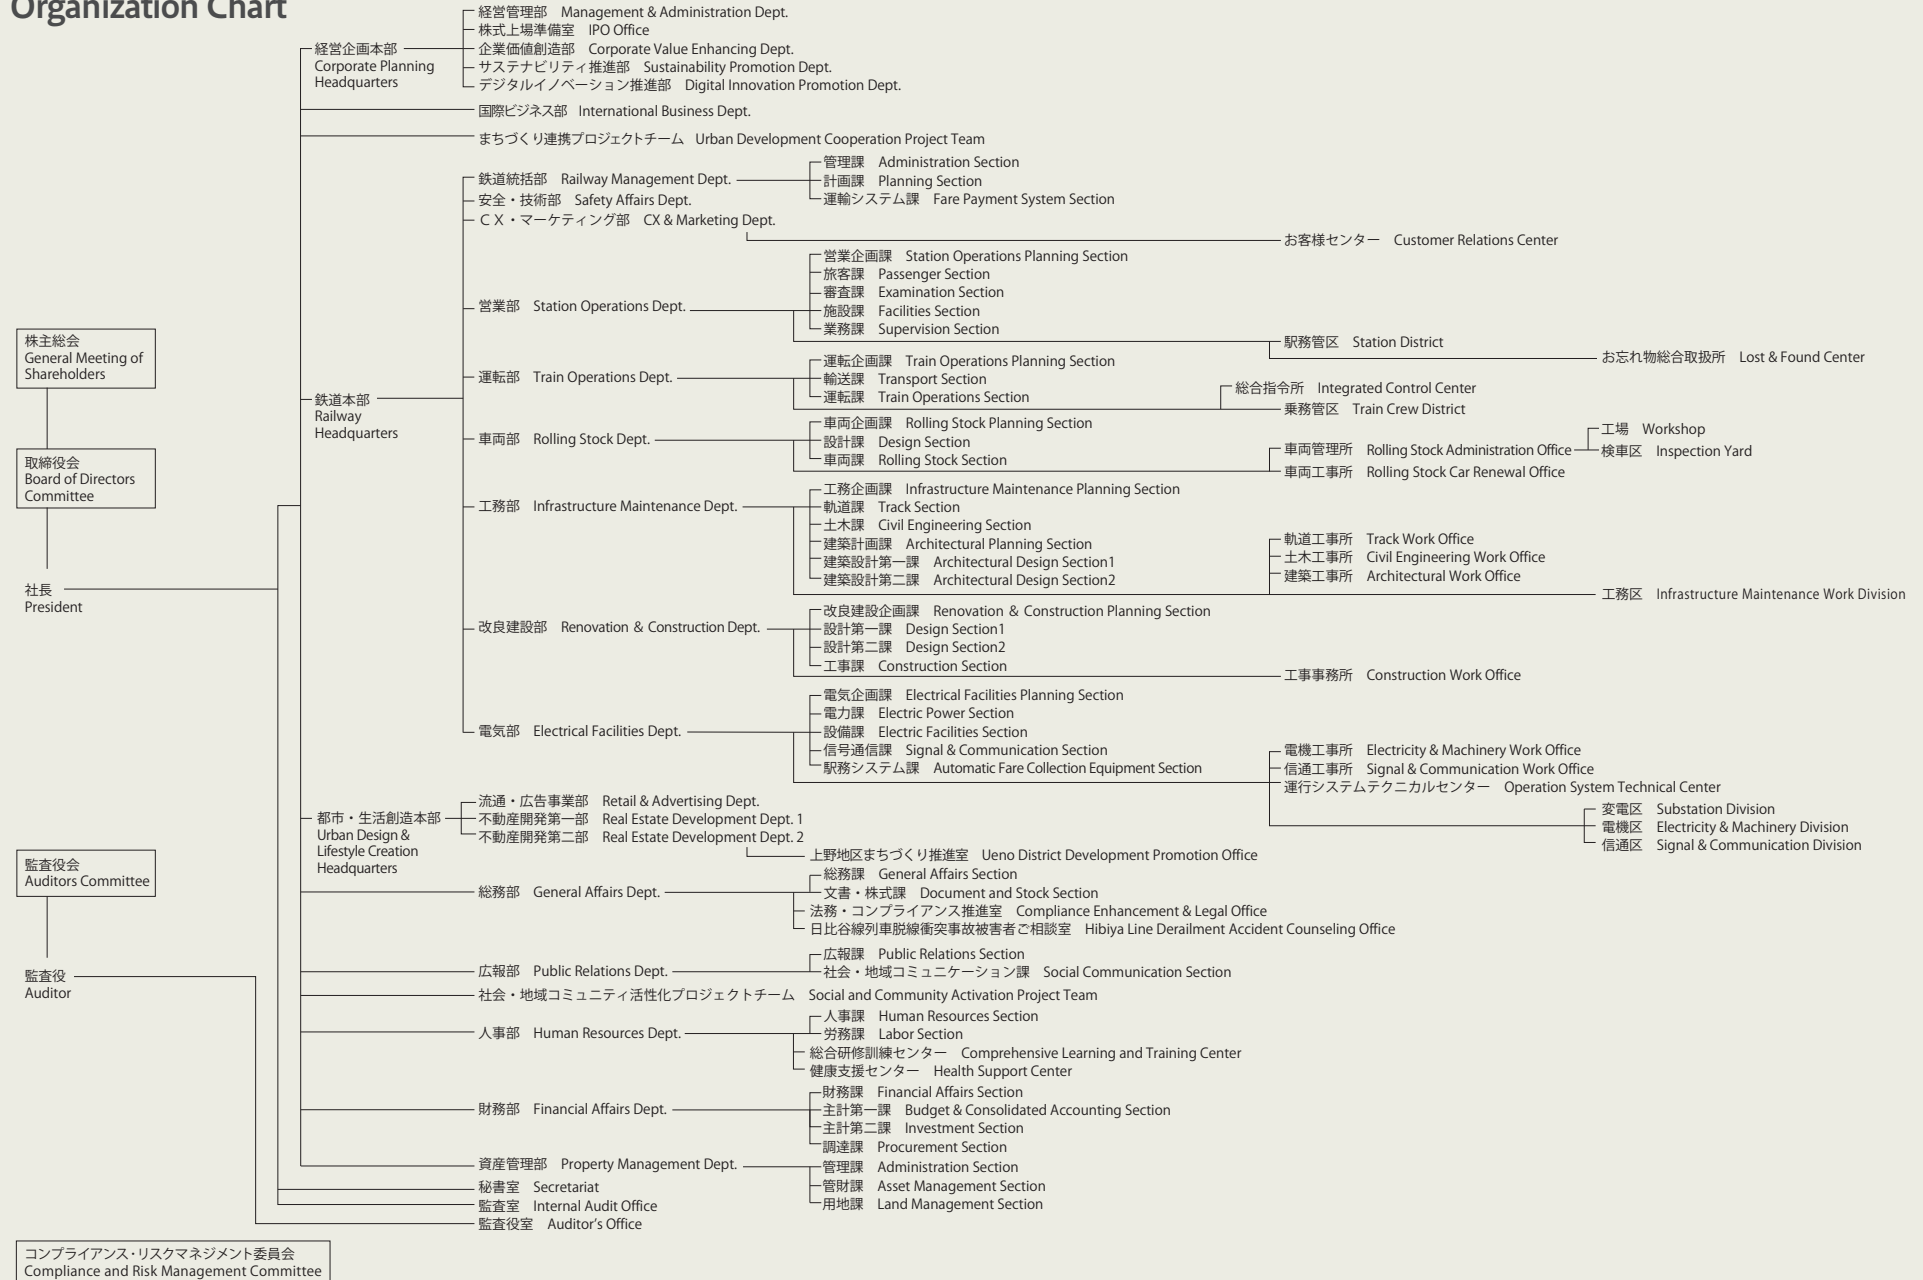 Organization Chart
経営管理部 Management & Administration Dept.
株式上場準備室 IPO Office
経営企画本部
Corporate Planning
Headquarters
企業価値創造部 Corporate Value Enhancing Dept.
サステナビリティ推進部 Sustainability Promotion Dept.
デジタルイノベーション推進部 Digital Innovation Promotion Dept.
国際ビジネス部 International Business Dept.
まちづくり連携プロジェクトチーム Urban Development Cooperation Project Team
鉄道本部
Railway
Headquarters
鉄道統括部 Railway Management Dept.
管理課 Administration Section
計画課 Planning Section
運輸システム課 Fare Payment System Section
安全・技術部 Safety Affairs Dept.
ＣＸ・マーケティング部 CX & Marketing Dept.
お客様センター Customer Relations Center
営業部 Station Operations Dept.
営業企画課 Station Operations Planning Section
旅客課 Passenger Section
審査課 Examination Section
施設課 Facilities Section
業務課 Supervision Section
駅務管区 Station District
お忘れ物総合取扱所 Lost & Found Center
運転部 Train Operations Dept.
運転企画課 Train Operations Planning Section
輸送課 Transport Section
運転課 Train Operations Section
総合指令所 Integrated Control Center
乗務管区 Train Crew District
車両部 Rolling Stock Dept.
車両企画課 Rolling Stock Planning Section
設計課 Design Section
車両課 Rolling Stock Section
車両管理所 Rolling Stock Administration Office
工場 Workshop
検車区 Inspection Yard
車両工事所 Rolling Stock Car Renewal Office
工務部 Infrastructure Maintenance Dept.
工務企画課 Infrastructure Maintenance Planning Section
軌道課 Track Section
土木課 Civil Engineering Section
建築計画課 Architectural Planning Section
建築設計第一課 Architectural Design Section1
建築設計第二課 Architectural Design Section2
軌道工事所 Track Work Office
土木工事所 Civil Engineering Work Office
建築工事所 Architectural Work Office
工務区 Infrastructure Maintenance Work Division
改良建設部 Renovation & Construction Dept.
改良建設企画課 Renovation & Construction Planning Section
設計第一課 Design Section1
設計第二課 Design Section2
工事課 Construction Section
工事事務所 Construction Work Office
電気部 Electrical Facilities Dept.
電気企画課 Electrical Facilities Planning Section
電力課 Electric Power Section
設備課 Electric Facilities Section
信号通信課 Signal & Communication Section
駅務システム課 Automatic Fare Collection Equipment Section
電機工事所 Electricity & Machinery Work Office
信通工事所 Signal & Communication Work Office
運行システムテクニカルセンター Operation System Technical Center
変電区 Substation Division
電機区 Electricity & Machinery Division
信通区 Signal & Communication Division
都市・生活創造本部
Urban Design &
Lifestyle Creation
Headquarters
流通・広告事業部 Retail & Advertising Dept.
不動産開発第一部 Real Estate Development Dept. 1
不動産開発第二部 Real Estate Development Dept. 2
上野地区まちづくり推進室 Ueno District Development Promotion Office
総務部 General Affairs Dept.
総務課 General Affairs Section
文書・株式課 Document and Stock Section
法務・コンプライアンス推進室 Compliance Enhancement & Legal Office
日比谷線列車脱線衝突事故被害者ご相談室 Hibiya Line Derailment Accident Counseling Office
広報部 Public Relations Dept.
広報課 Public Relations Section
社会・地域コミュニケーション課 Social Communication Section
社会・地域コミュニティ活性化プロジェクトチーム Social and Community Activation Project Team
人事部 Human Resources Dept.
人事課 Human Resources Section
労務課 Labor Section
総合研修訓練センター Comprehensive Learning and Training Center
健康支援センター Health Support Center
財務部 Financial Affairs Dept.
財務課 Financial Affairs Section
主計第一課 Budget & Consolidated Accounting Section
主計第二課 Investment Section
調達課 Procurement Section
資産管理部 Property Management Dept.
管理課 Administration Section
管財課 Asset Management Section
用地課 Land Management Section
秘書室 Secretariat
監査室 Internal Audit Office
監査役室 Auditor's Office
株主総会
General Meeting of
Shareholders
取締役会
Board of Directors
Committee
社長
President
監査役会
Auditors Committee
監査役
Auditor
コンプライアンス・リスクマネジメント委員会
Compliance and Risk Management Committee